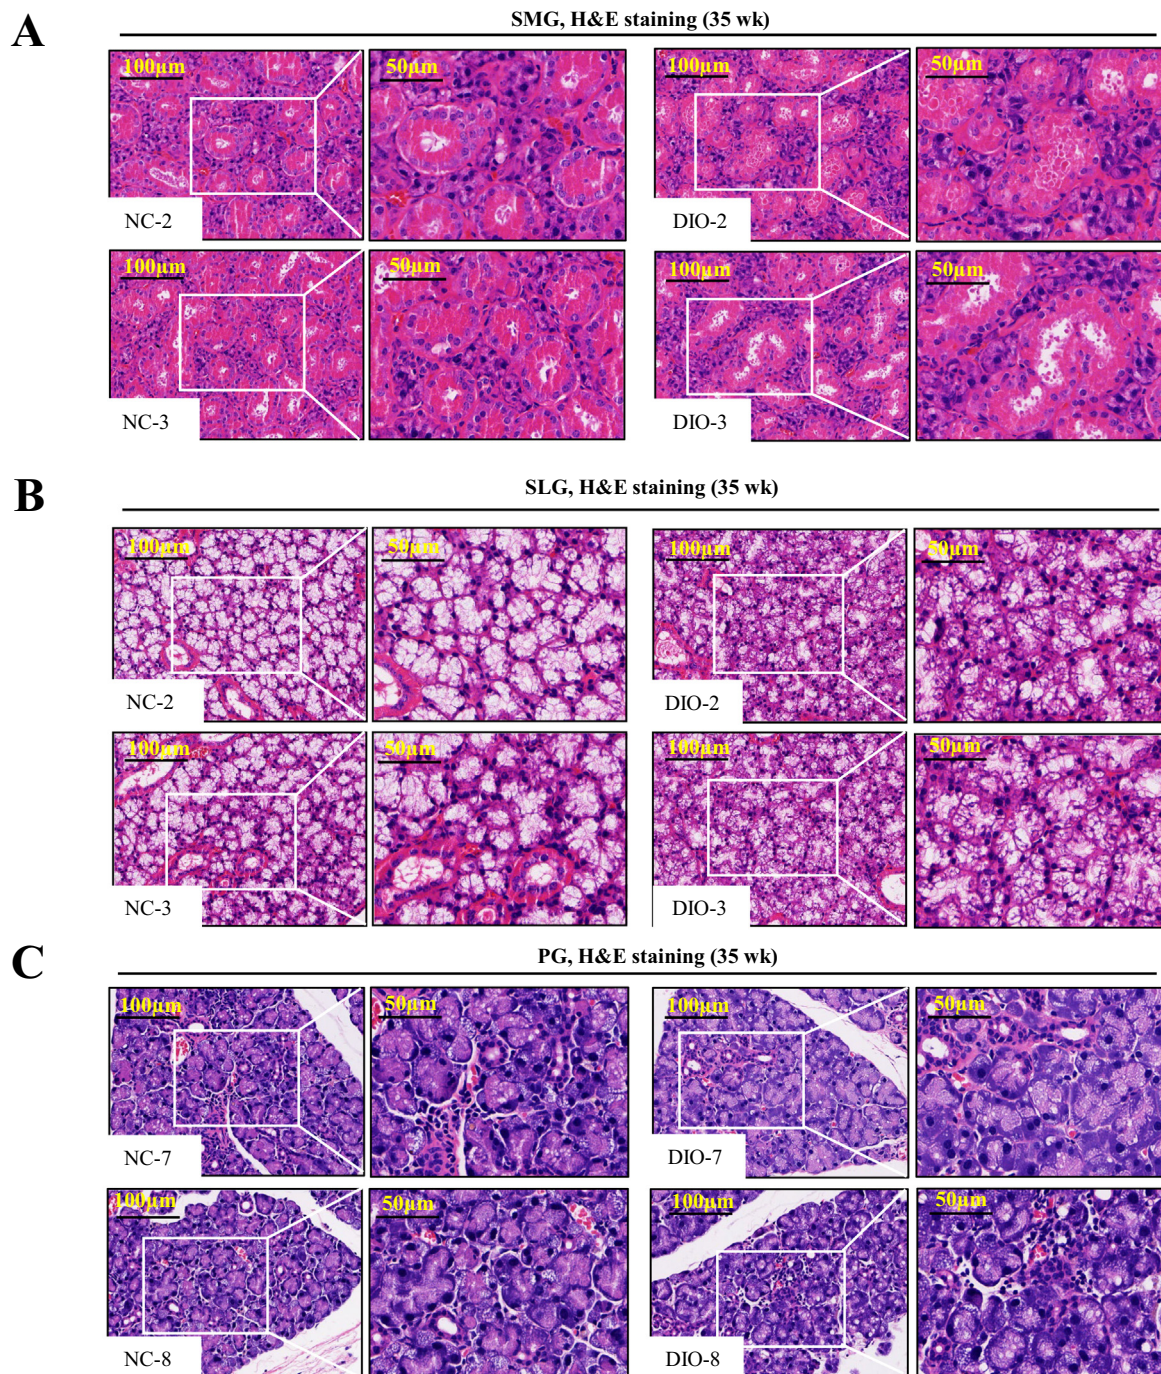 A
SMG, H&E staining (35 wk)
100µm 50µm 100µm 50µm
NC-2 DIO-2
100µm 50µm 100µm 50µm
NC-3 DIO-3
B
SLG, H&E staining (35 wk)
100µm 50µm 100µm 50µm
NC-2 DIO-2
100µm 50µm 100µm 50µm
NC-3 DIO-3
C
PG, H&E staining (35 wk)
100µm 50µm 100µm 50µm
NC-7 DIO-7
100µm 50µm 100µm 50µm
NC-8 DIO-8